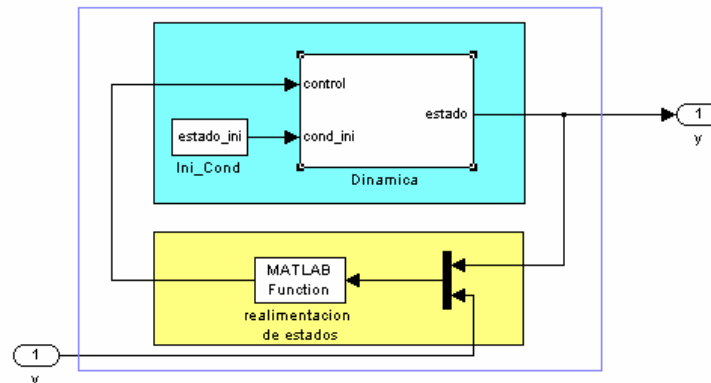 control
estado
1
estado_ini
cond_ini
y
Ini_Cond
Dinamica
MATLAB
Function
realimentacion
de estados
1